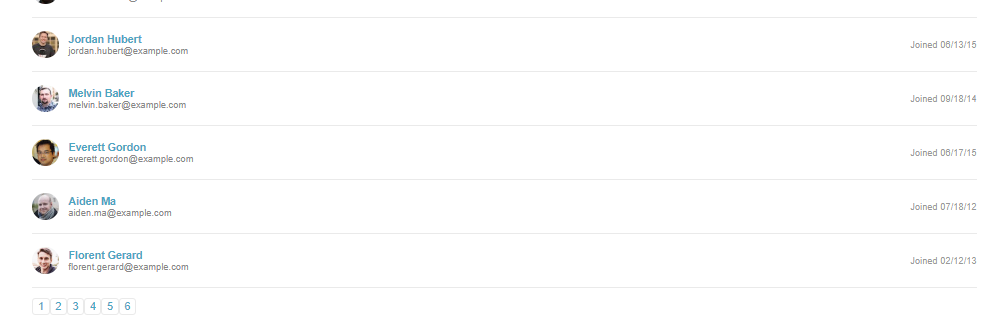 Jordan Hubert
jordan.hubert@example.com
Joined 06/13/15
Melvin Baker
melvin.baker@example.com
Joined 09/18/14
Everett Gordon
everett.gordon@example.com
Joined 06/17/15
Aiden Ma
aiden.ma@example.com
Joined 07/18/12
Florent Gerard
florent.gerard@example.com
Joined 02/12/13
1 2 3 4 5 6